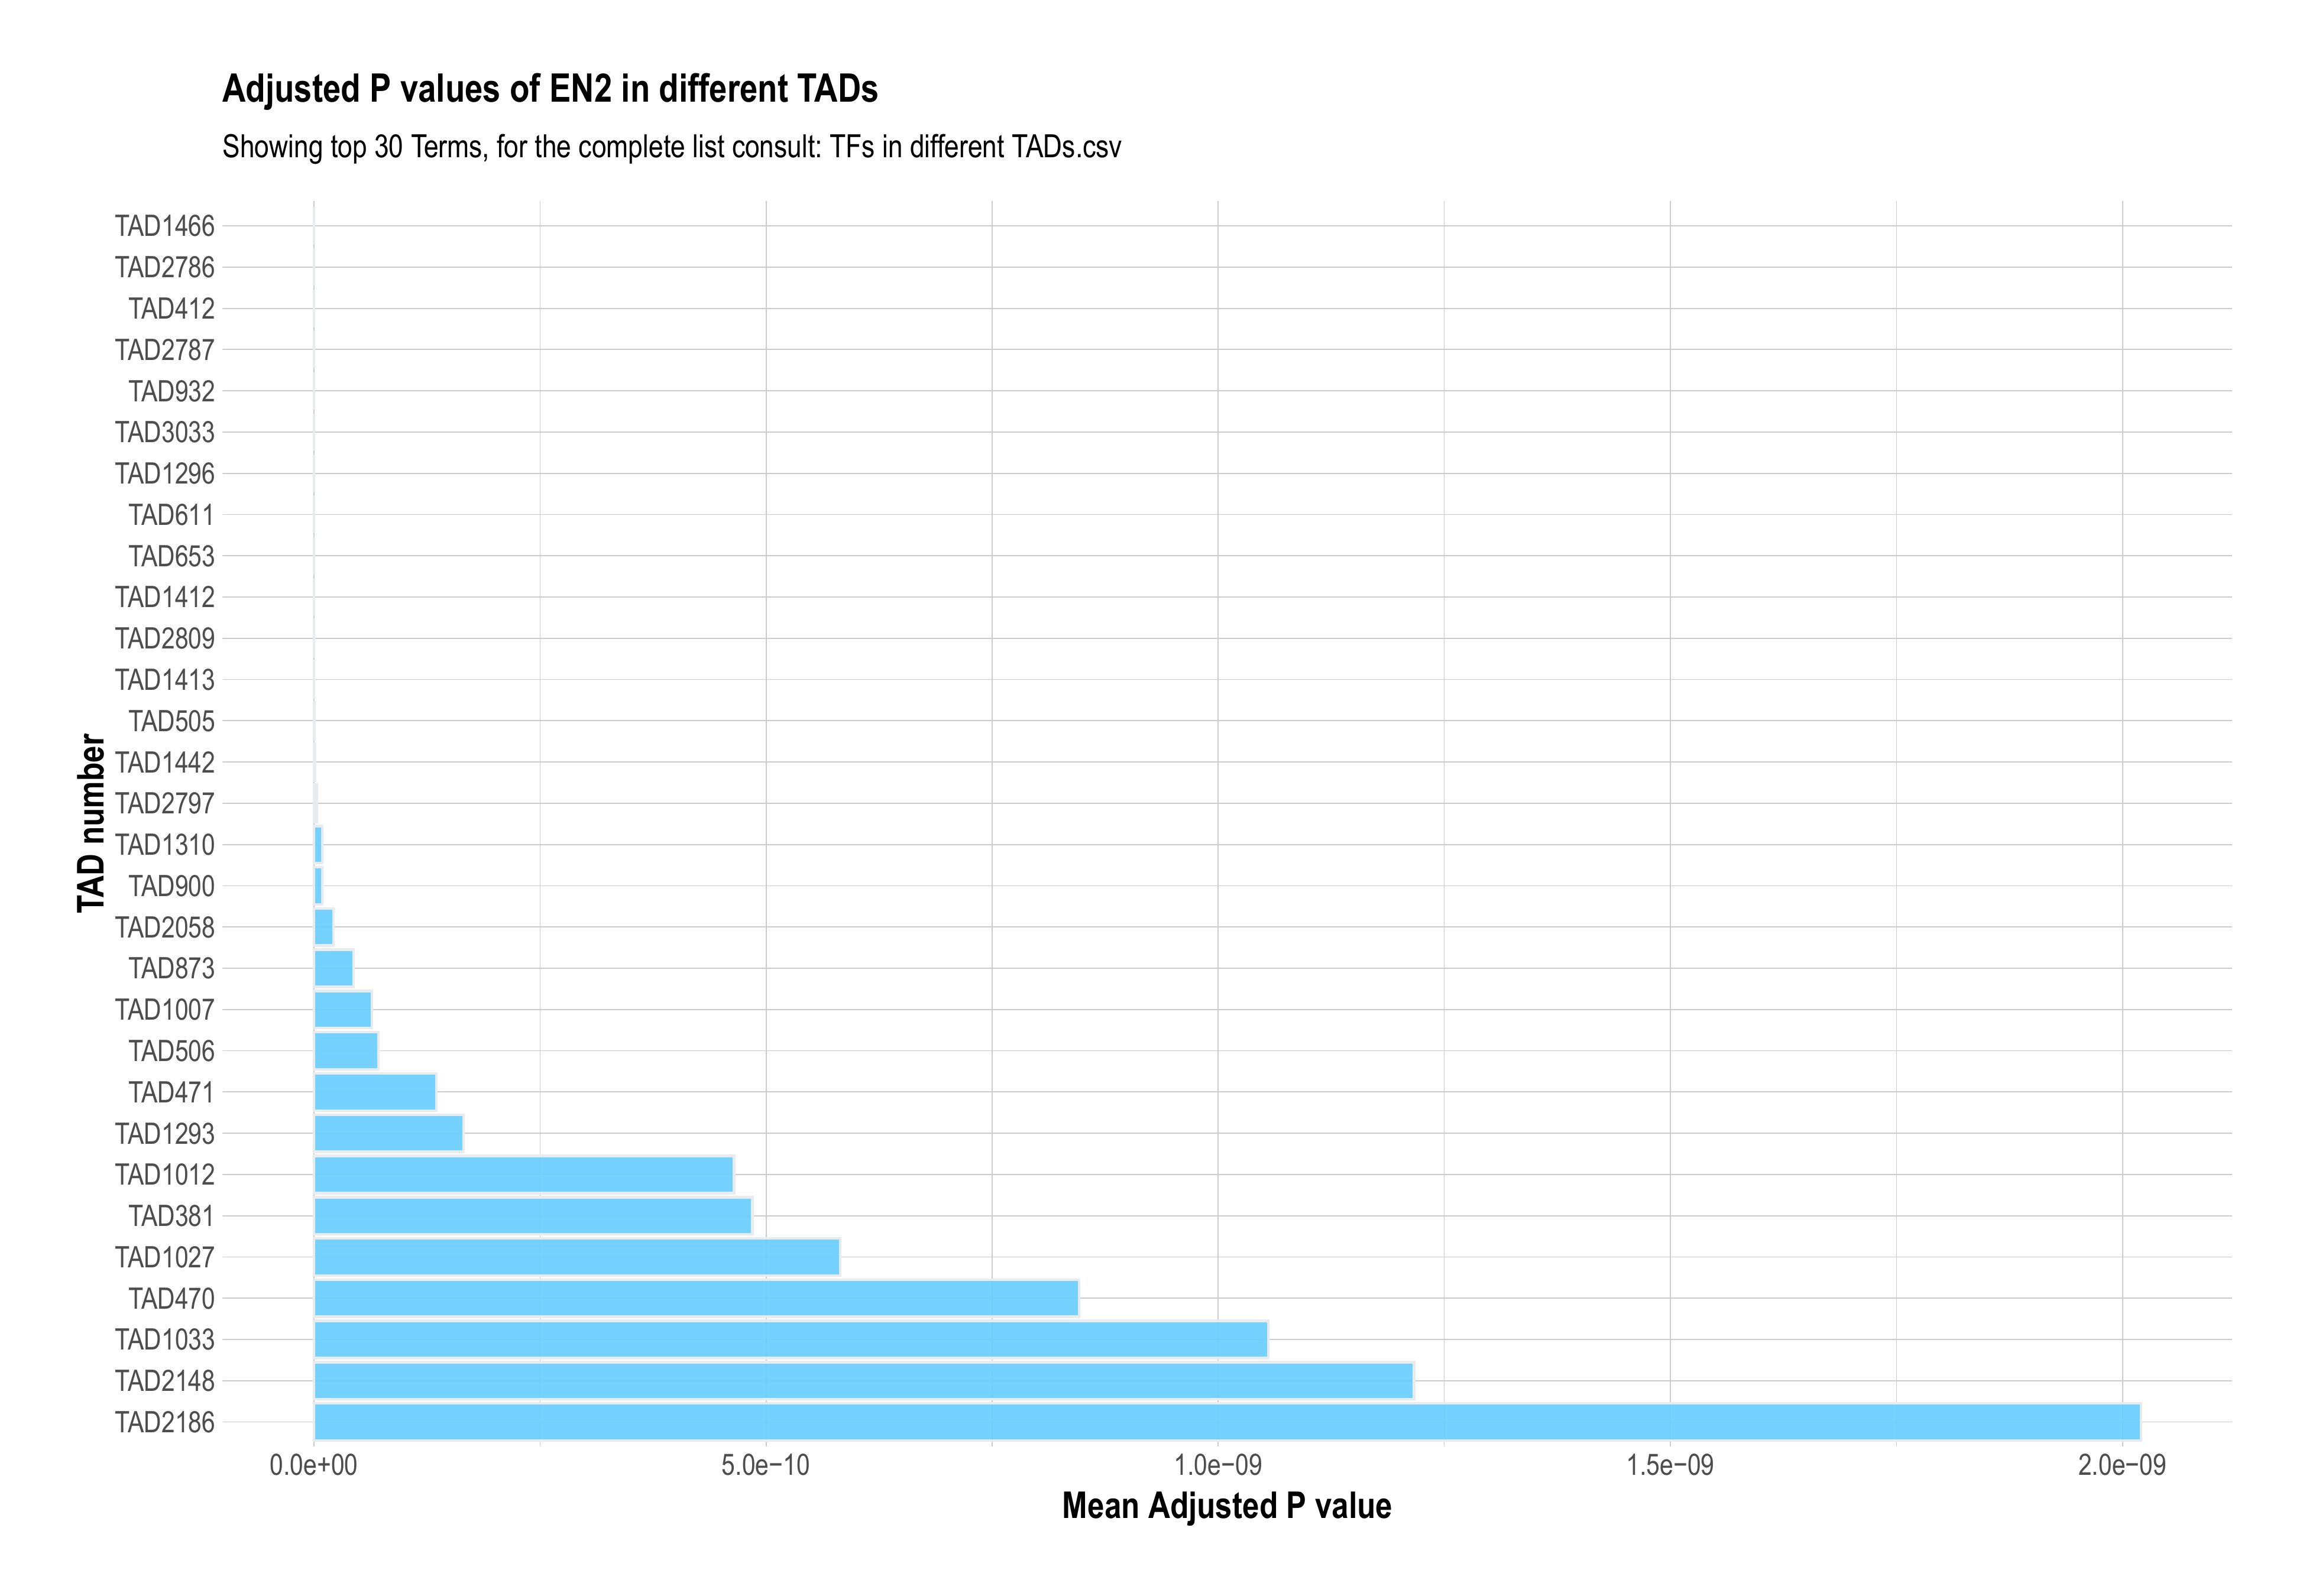 Adjusted P values of EN2 in different TADs
Showing top 30 Terms, for the complete list consult: TFs in different TADs.csv
TAD number
TAD1466
TAD2786
TAD412
TAD2787
TAD932
TAD3033
TAD1296
TAD611
TAD653
TAD1412
TAD2809
TAD1413
TAD505
TAD1442
TAD2797
TAD1310
TAD900
TAD2058
TAD873
TAD1007
TAD506
TAD471
TAD1293
TAD1012
TAD381
TAD1027
TAD470
TAD1033
TAD2148
TAD2186
0.0e+00 5.0e−10 1.0e−09 1.5e−09 2.0e−09
Mean Adjusted P value